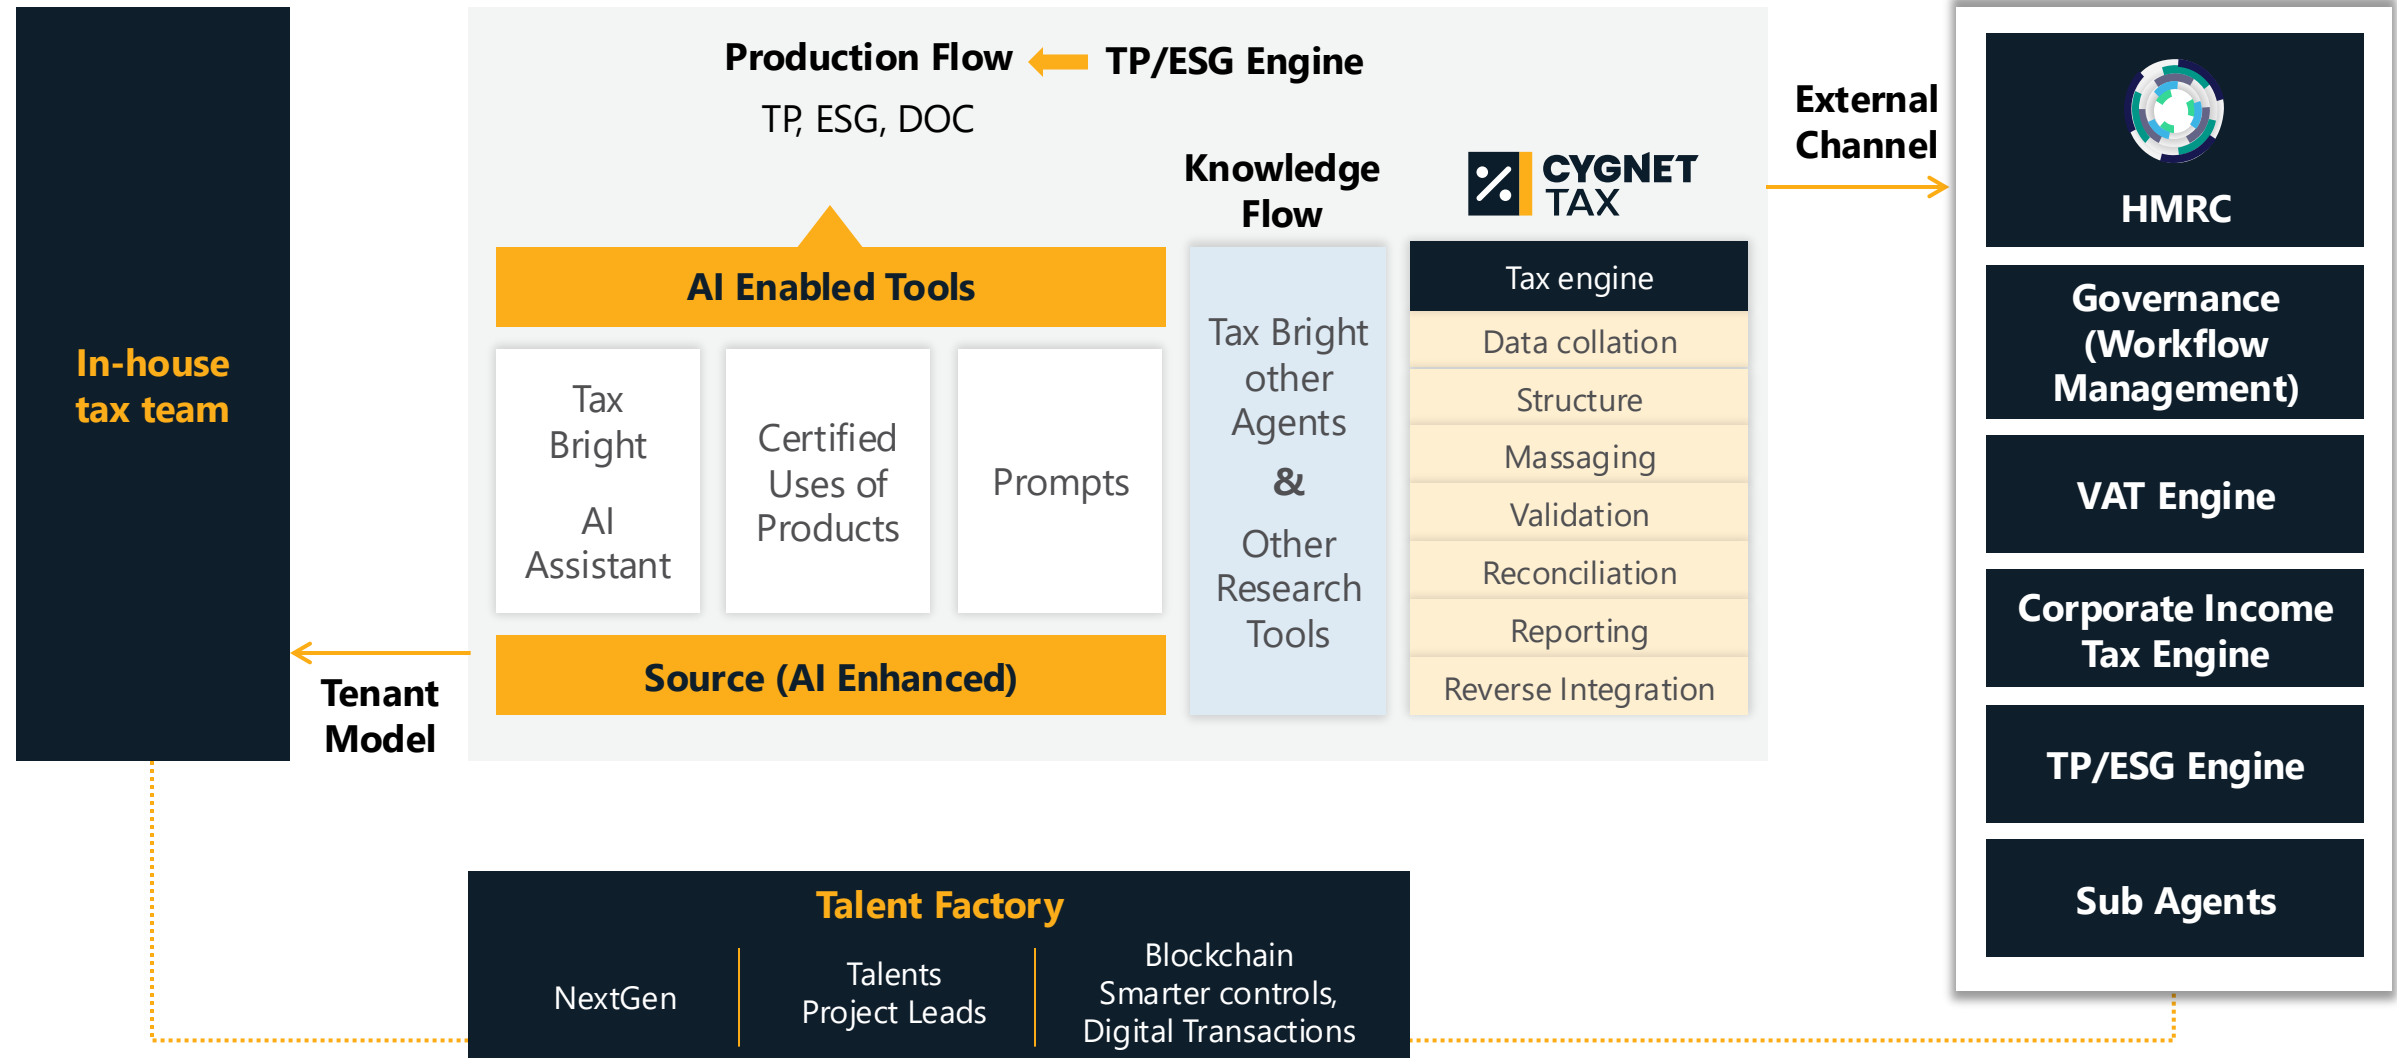 In-house
tax team
Tenant
Model
Production Flow
TP/ESG Engine
TP, ESG, DOC
AI Enabled Tools
Tax
Bright
AI
Assistant
Certified
Uses of
Products
Prompts
Source (AI Enhanced)
Knowledge
Flow
Tax Bright
other
Agents
&
Other
Research
Tools
CYGNET
TAX
Tax engine
Data collation
Structure
Massaging
Validation
Reconciliation
Reporting
Reverse Integration
External
Channel
HMRC
Governance
(Workflow
Management)
VAT Engine
Corporate Income
Tax Engine
TP/ESG Engine
Sub Agents
Talent Factory
NextGen
Talents
Project Leads
Blockchain
Smarter controls,
Digital Transactions